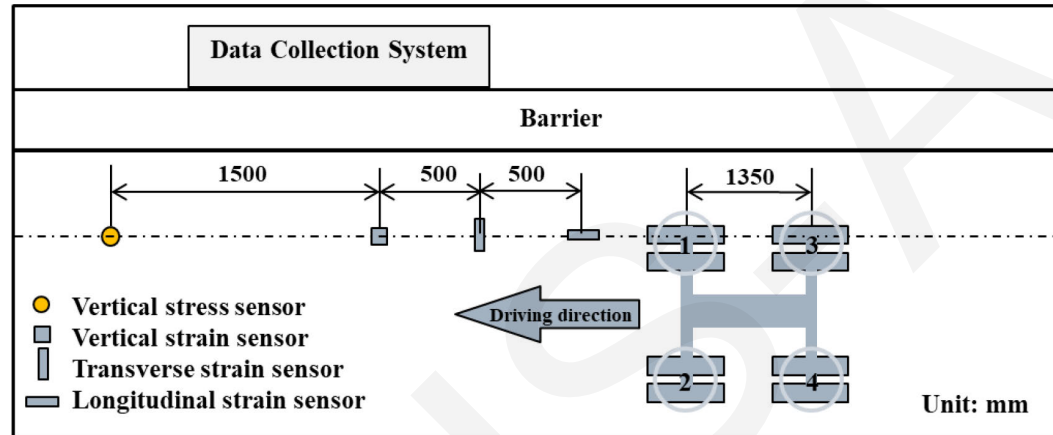 Data Collection System
Barrier
1500 500 500 1350
1 3
Vertical stress sensor
Vertical strain sensor
Driving direction
Transverse strain sensor
2 4
Longitudinal strain sensor
Unit: mm